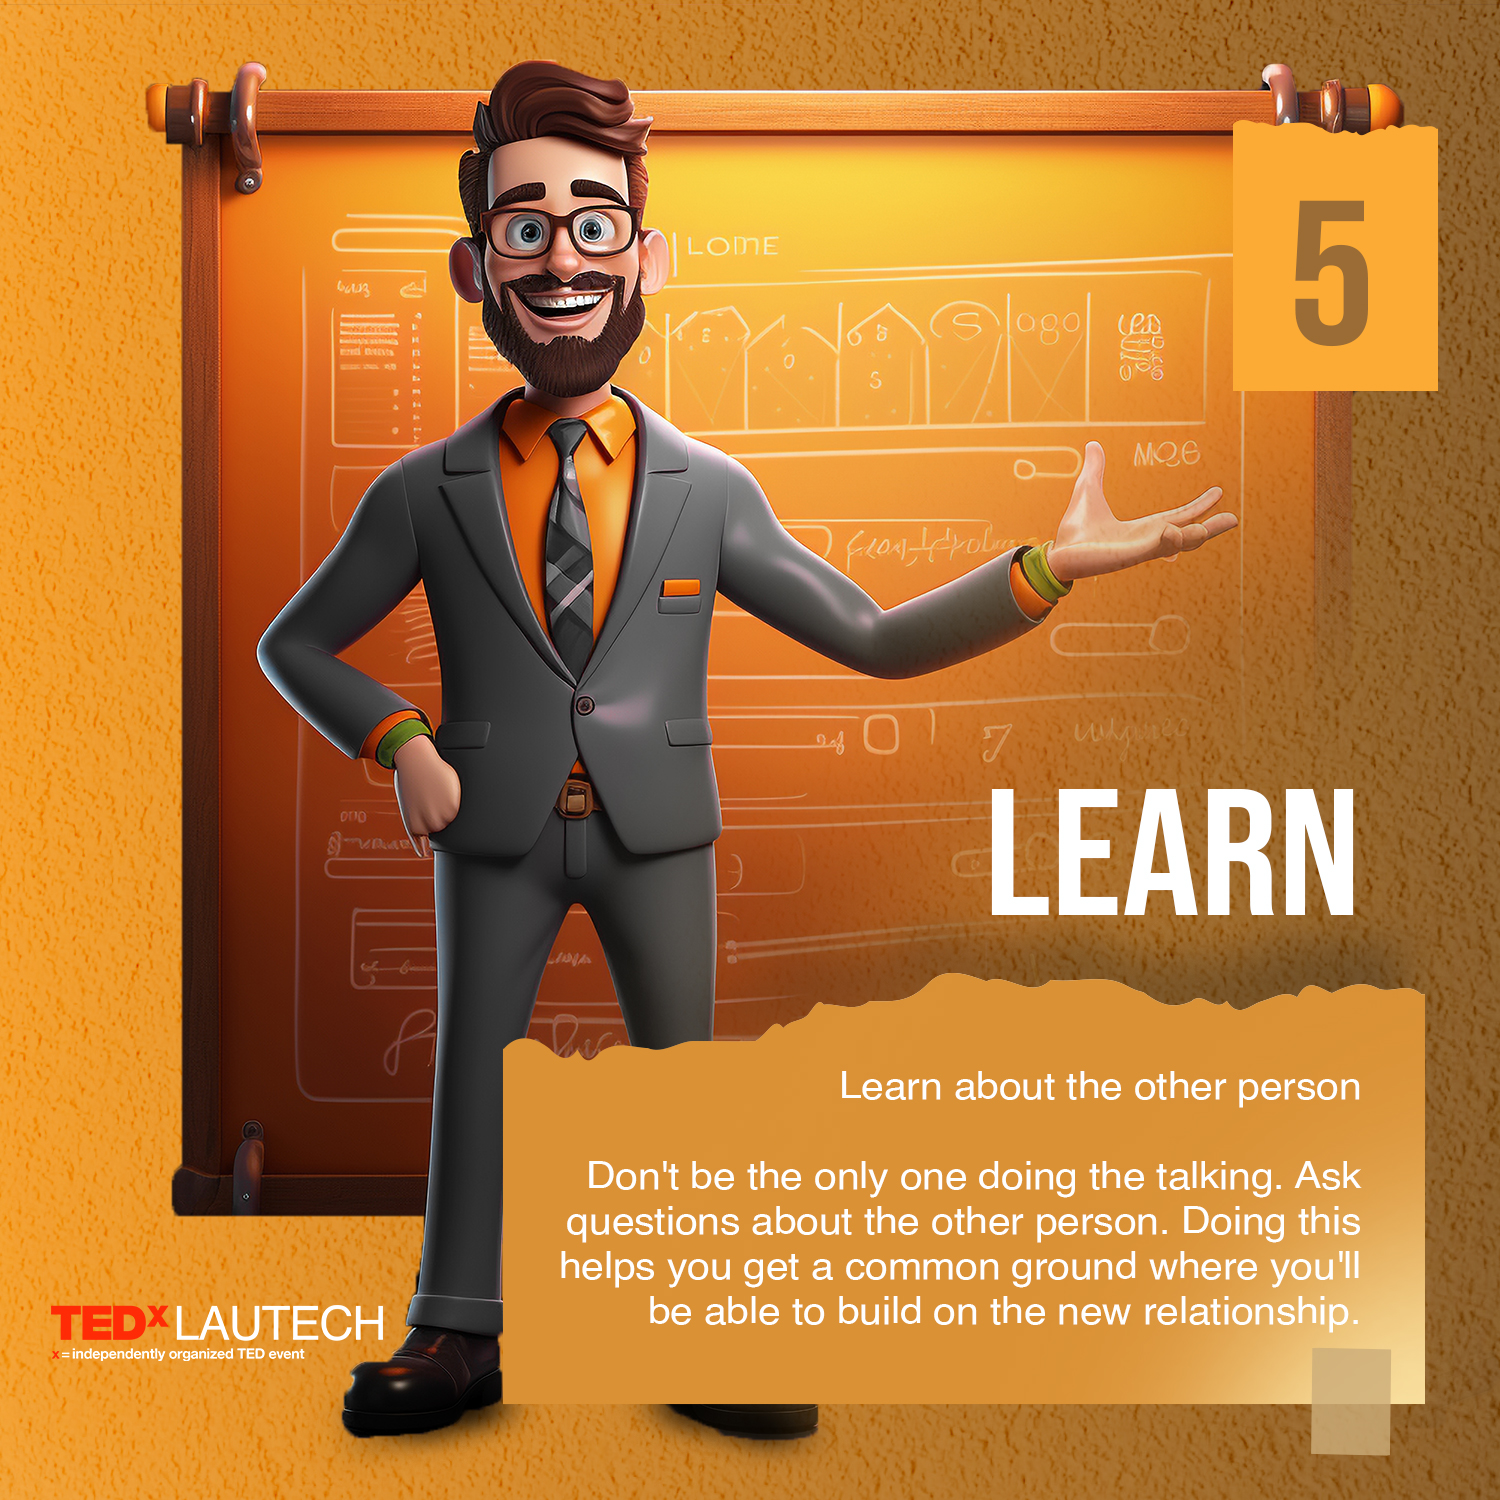 LOME
5
MOG
LEARN
Learn about the other person
Don't be the only one doing the talking. Ask
questions about the other person. Doing this
helps you get a common ground where you'll
be able to build on the new relationship.
TEDx LAUTECH
x = independently organized TED event